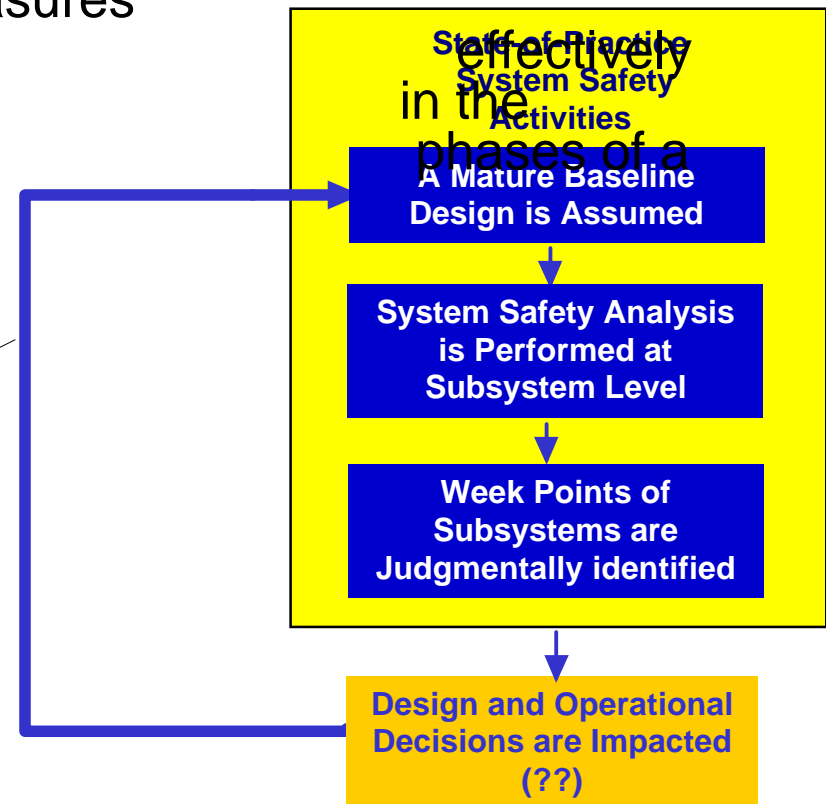 asures
State-of-Practice
effectively
System Safety
in the
Activities
phases of a
A Mature Baseline
Design is Assumed
System Safety Analysis
is Performed at
Subsystem Level
Week Points of
Subsystems are
Judgmentally identified
Design and Operational
Decisions are Impacted
(??)